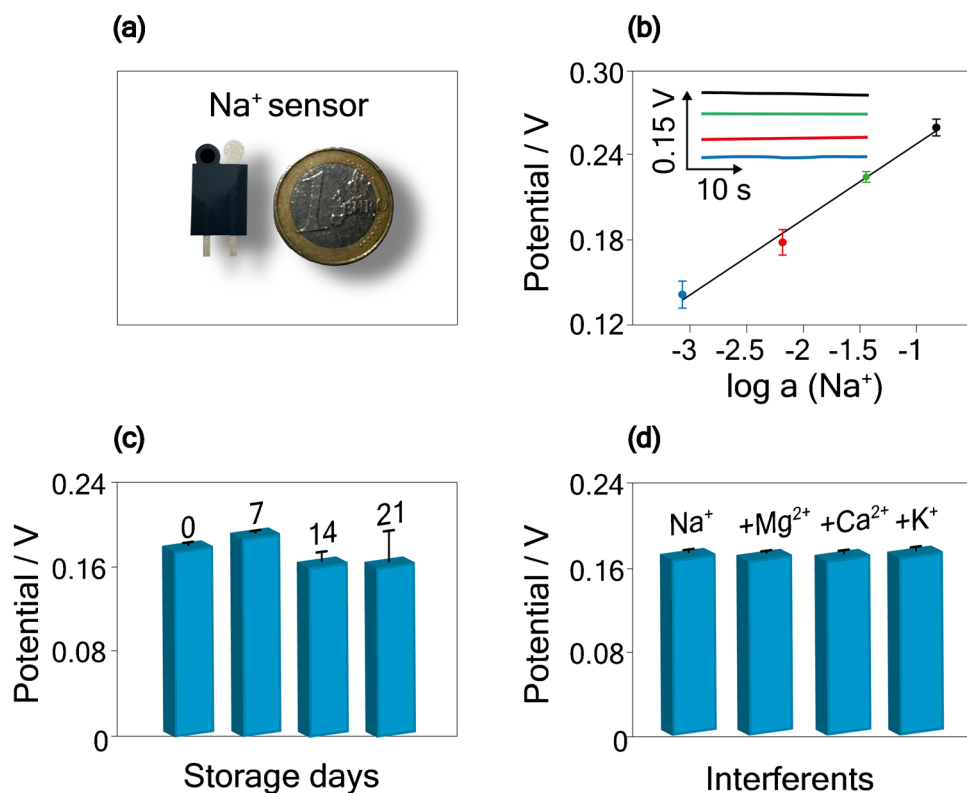 (a)
Na⁺ sensor
1
EURO
(b)
Potential / V
0.30
0.24
0.18
0.12
0.15 V
10 s
-3 -2.5 -2 -1.5 -1
log a (Na⁺)
(c)
Potential / V
0.24
0.16
0.08
0
0 7 14 21
Storage days
(d)
Potential / V
0.24
0.16
0.08
0
Na⁺ +Mg²⁺ +Ca²⁺ +K⁺
Interferents